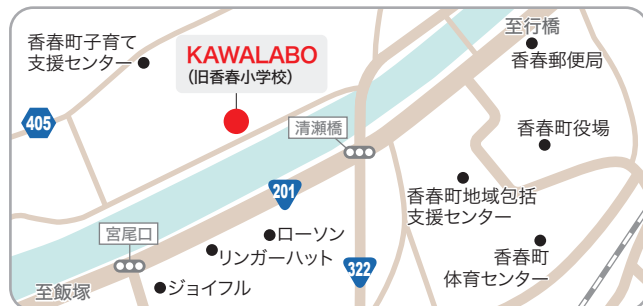 香春町子育て
支援センター
KAWALABO
(旧香春小学校)
至行橋
香春郵便局
405
清瀬橋
香春町役場
201
香春町地域包括
支援センター
宮尾口
ローソン
リンガーハット
322
香春町
体育センター
至飯塚
ジョイフル